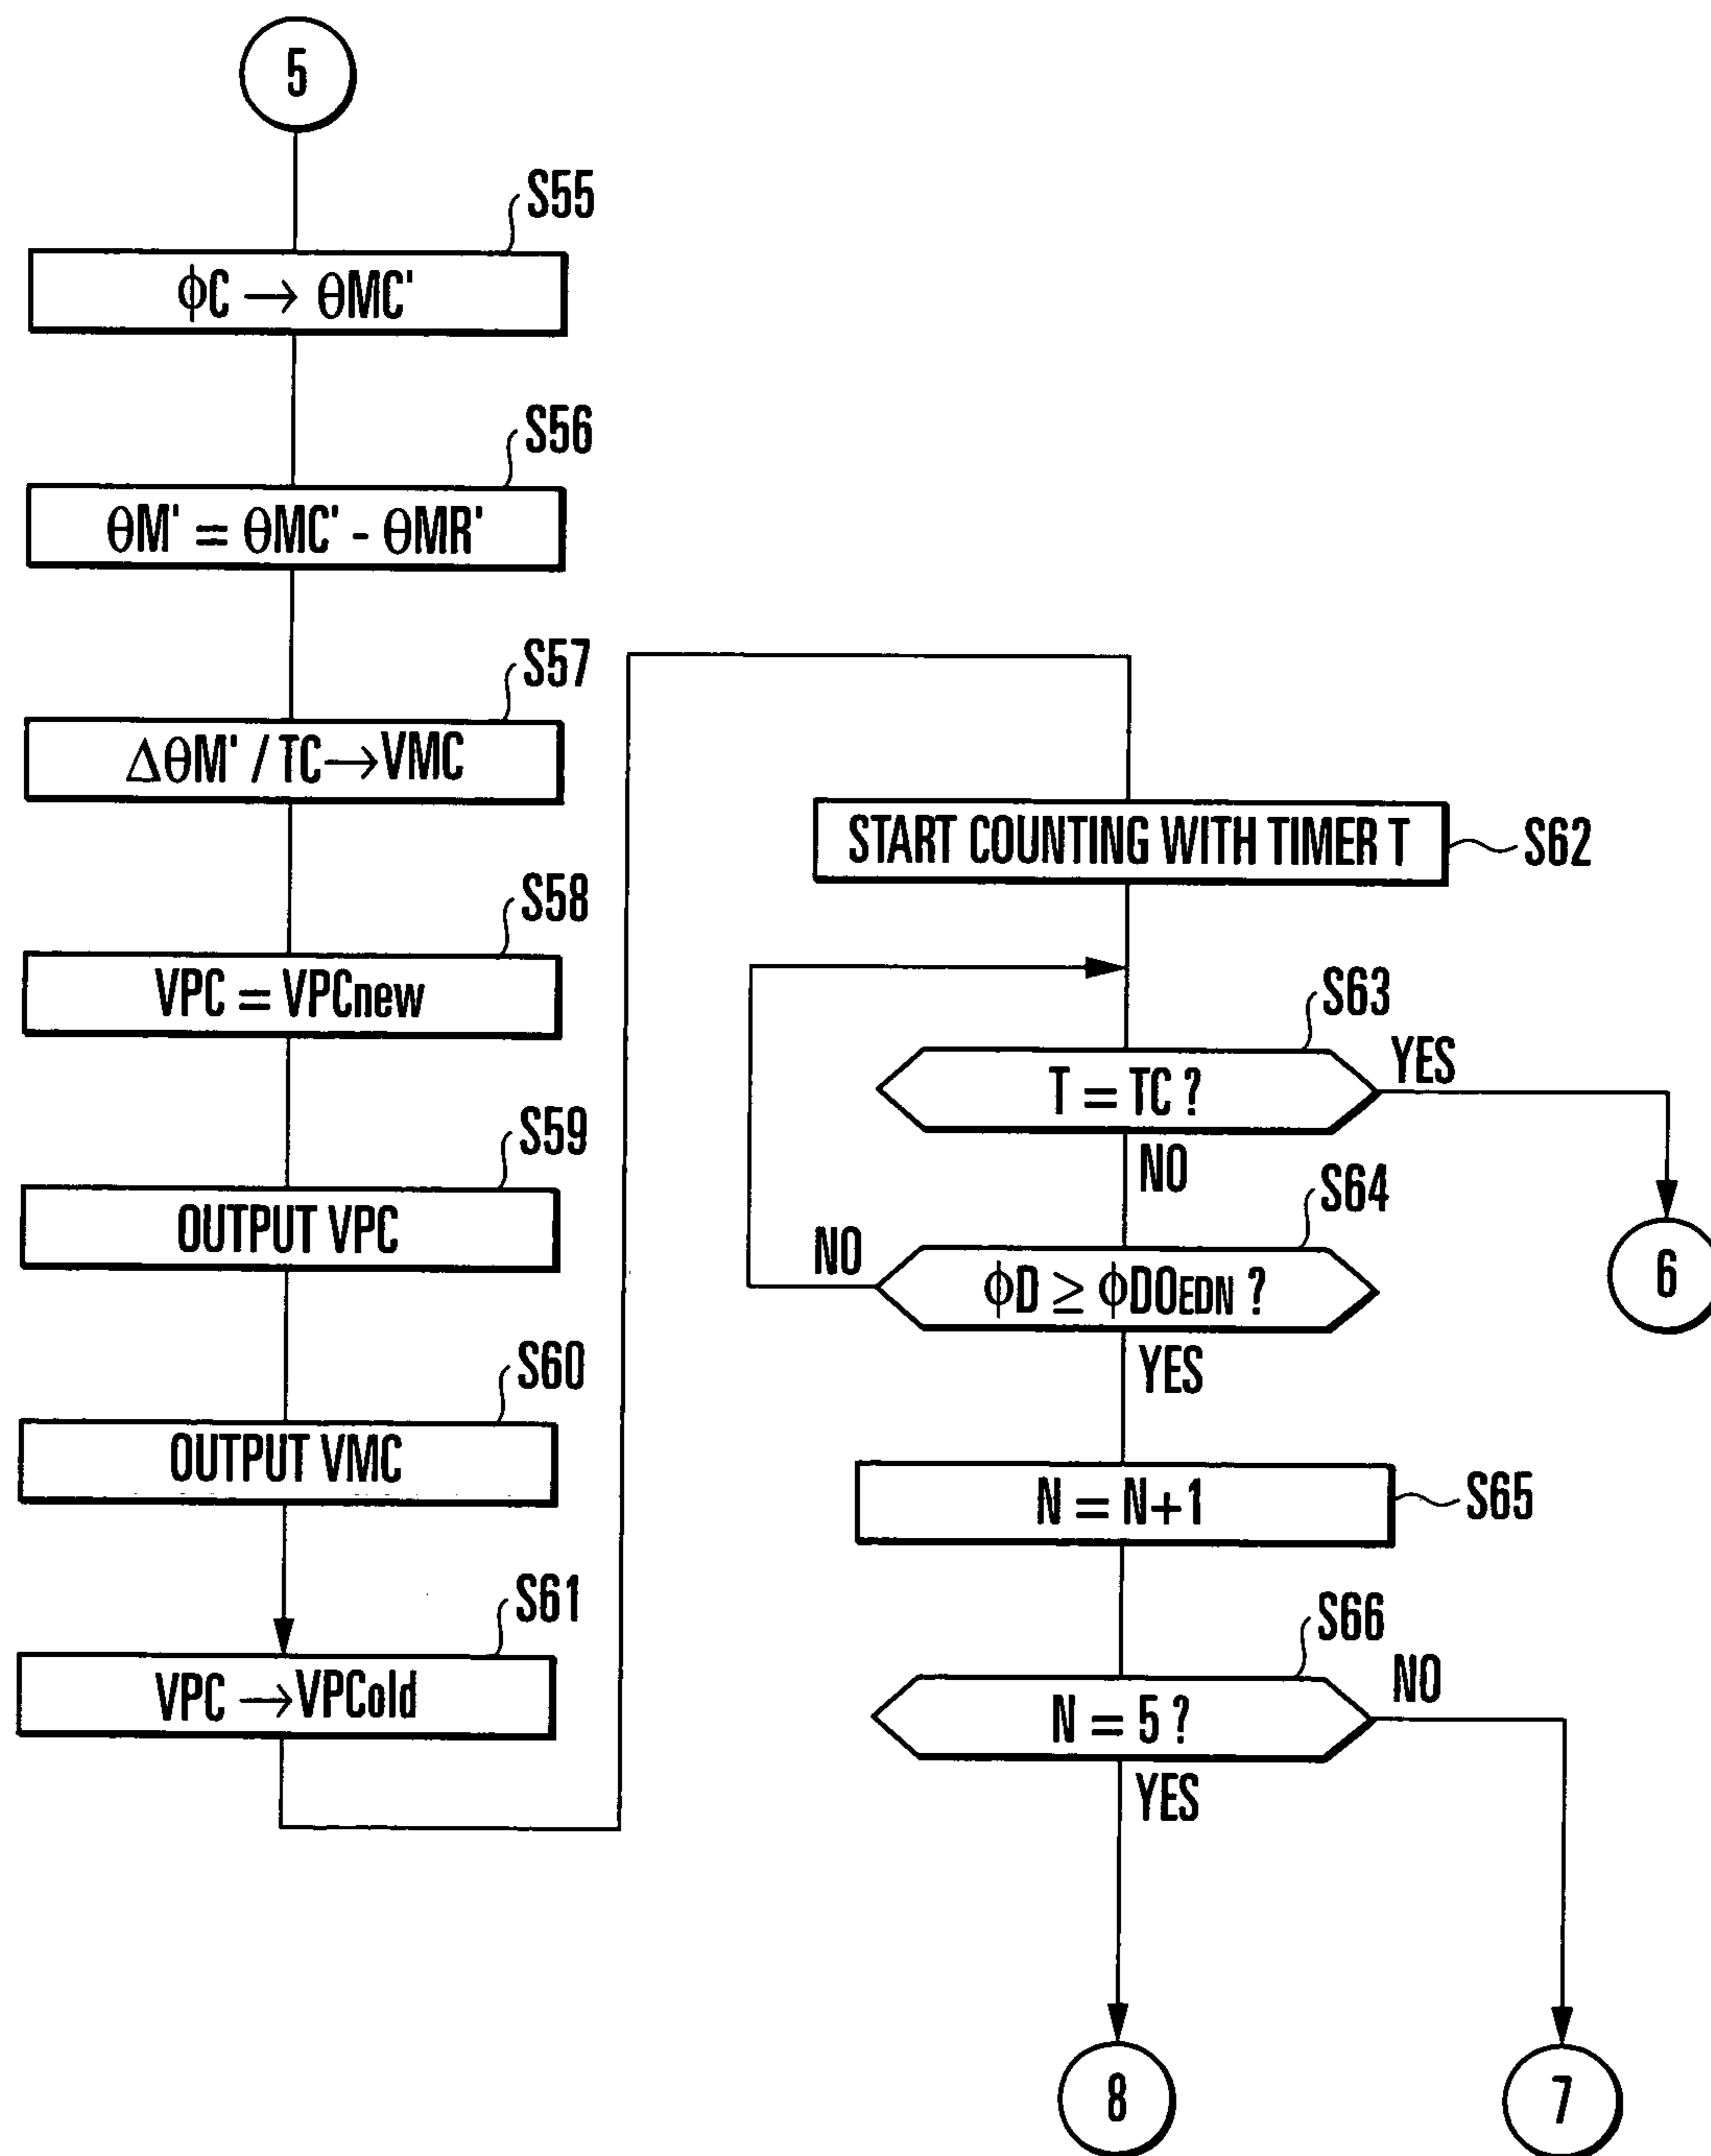 5
S55
ϕC → θMC'
S56
θM' = θMC' - θMR'
S57
ΔθM' / TC→VMC
S58
VPC = VPCnew
S59
OUTPUT VPC
S60
OUTPUT VMC
S61
VPC →VPCold
START COUNTING WITH TIMER T
S62
S63
T = TC ?
YES
NO
6
S64
ϕD ≥ ϕDOEDN ?
NO
YES
N = N+1
S65
S66
N = 5 ?
NO
YES
8
7